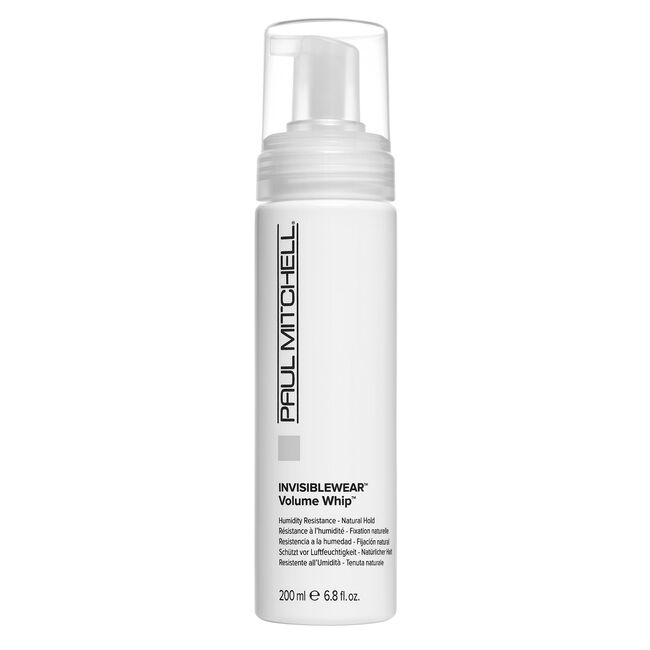 PAUL MITCHELL®
INVISIBLEWEAR™
Volume Whip™
Humidity Resistance - Natural Hold
Résistance à l'humidité - Fixation naturelle
Resistencia a la humedad - Fijación natural
Schützt vor Luftfeuchtigkeit - Natürlicher Halt
Resistente all'Umidità - Tenuta naturale
200 ml ℮ 6.8 fl. oz.